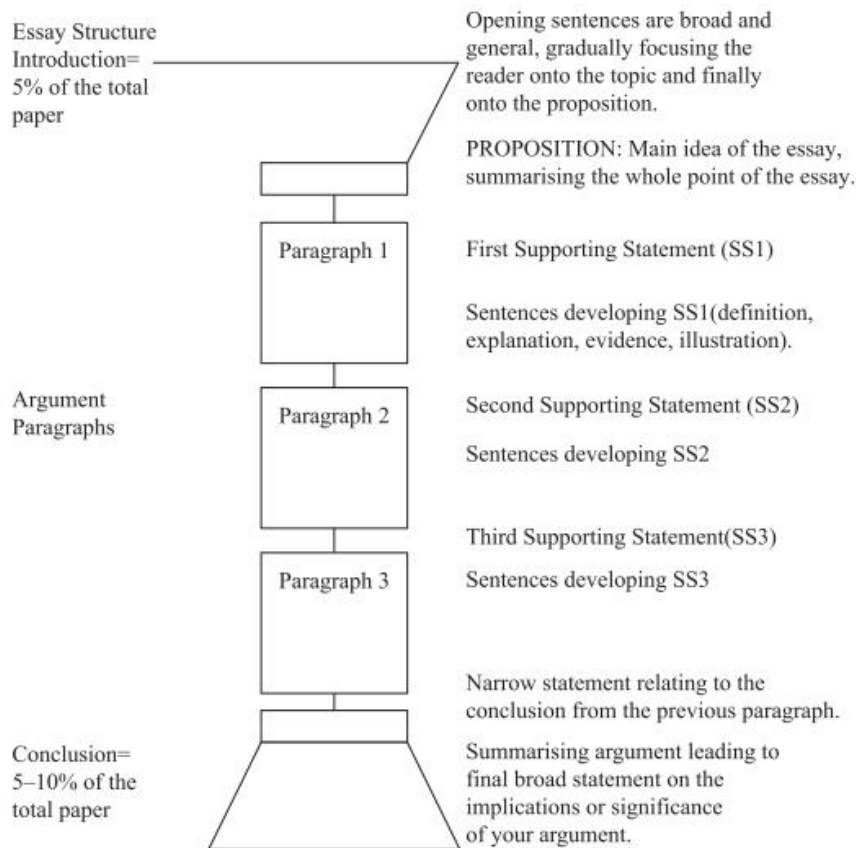 Essay Structure
Introduction=
5% of the total
paper
Opening sentences are broad and
general, gradually focusing the
reader onto the topic and finally
onto the proposition.
PROPOSITION: Main idea of the essay,
summarising the whole point of the essay.
Paragraph 1
First Supporting Statement (SS1)
Sentences developing SS1(definition,
explanation, evidence, illustration).
Argument
Paragraphs
Paragraph 2
Second Supporting Statement (SS2)
Sentences developing SS2
Third Supporting Statement(SS3)
Paragraph 3
Sentences developing SS3
Narrow statement relating to the
conclusion from the previous paragraph.
Conclusion=
5–10% of the
total paper
Summarising argument leading to
final broad statement on the
implications or significance
of your argument.